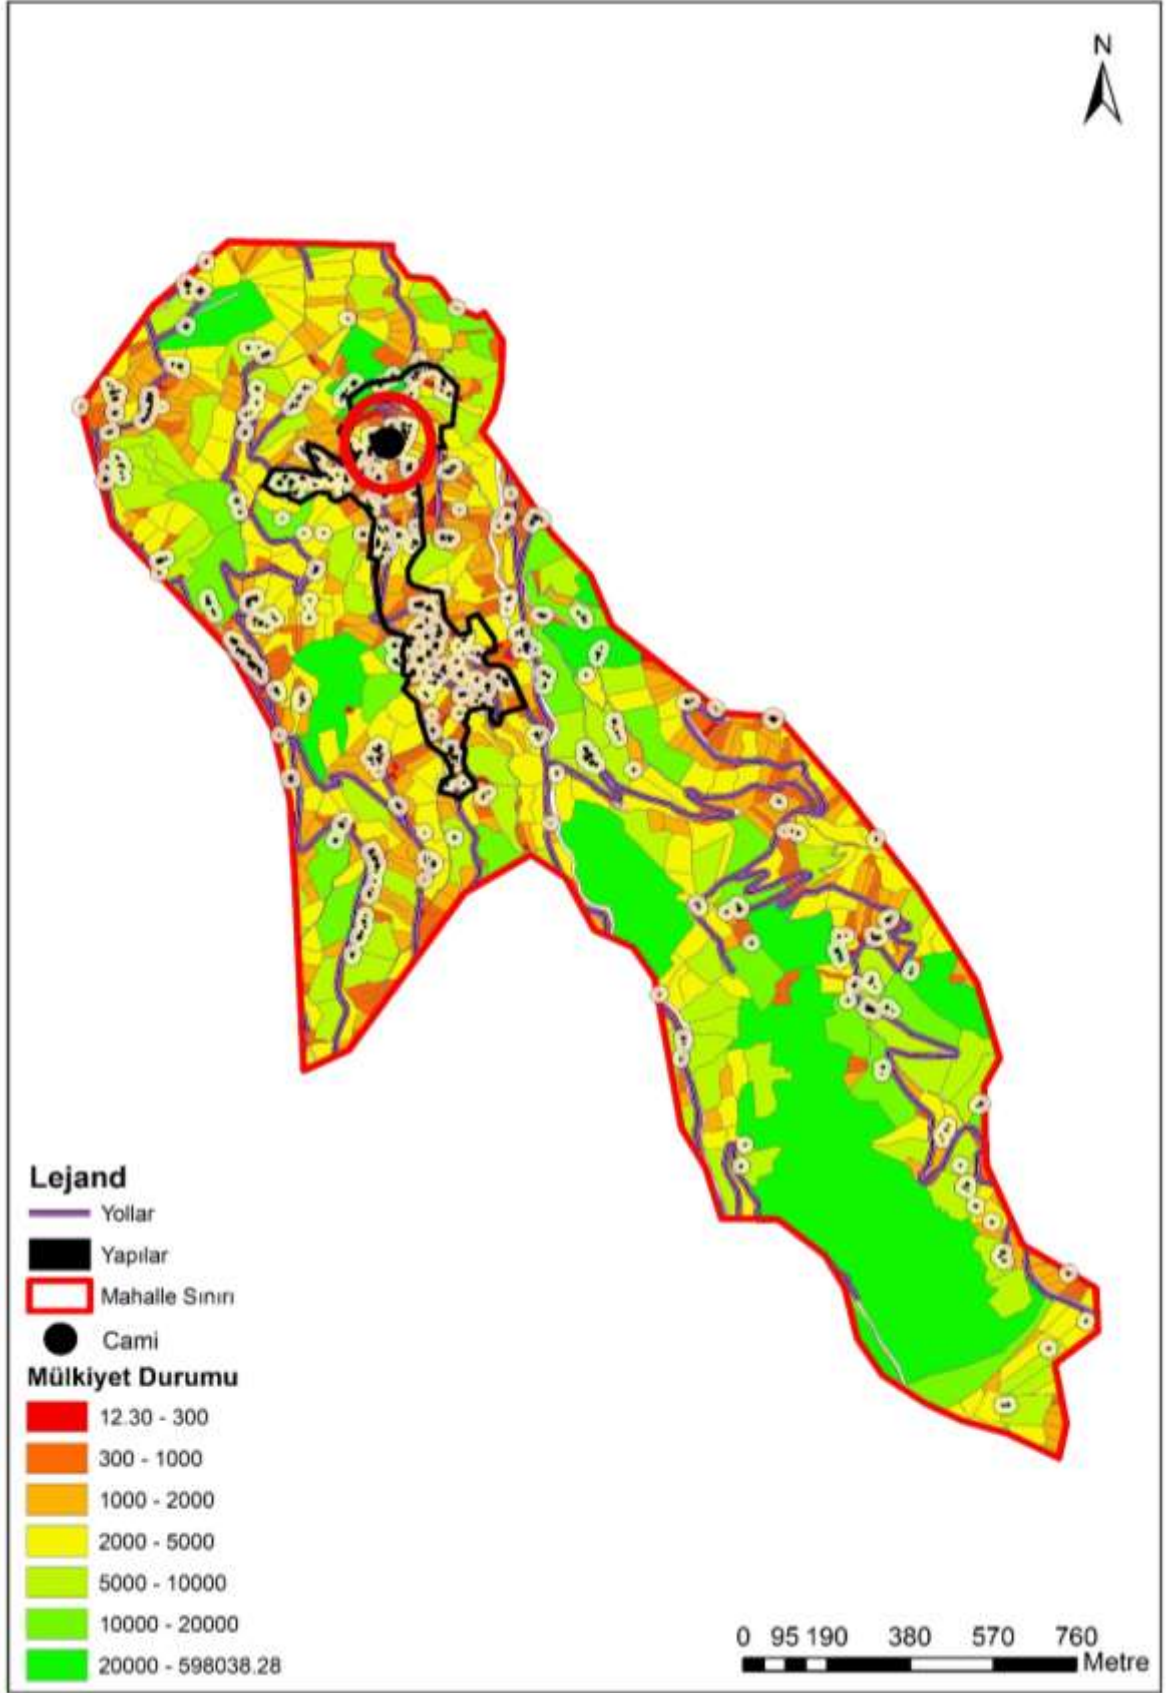 N
Lejand
Yollar
Yapılar
Mahalle Sınırı
Cami
Mülkiyet Durumu
12.30 - 300
300 - 1000
1000 - 2000
2000 - 5000
5000 - 10000
10000 - 20000
20000 - 598038.28
0 95 190 380 570 760
Metre